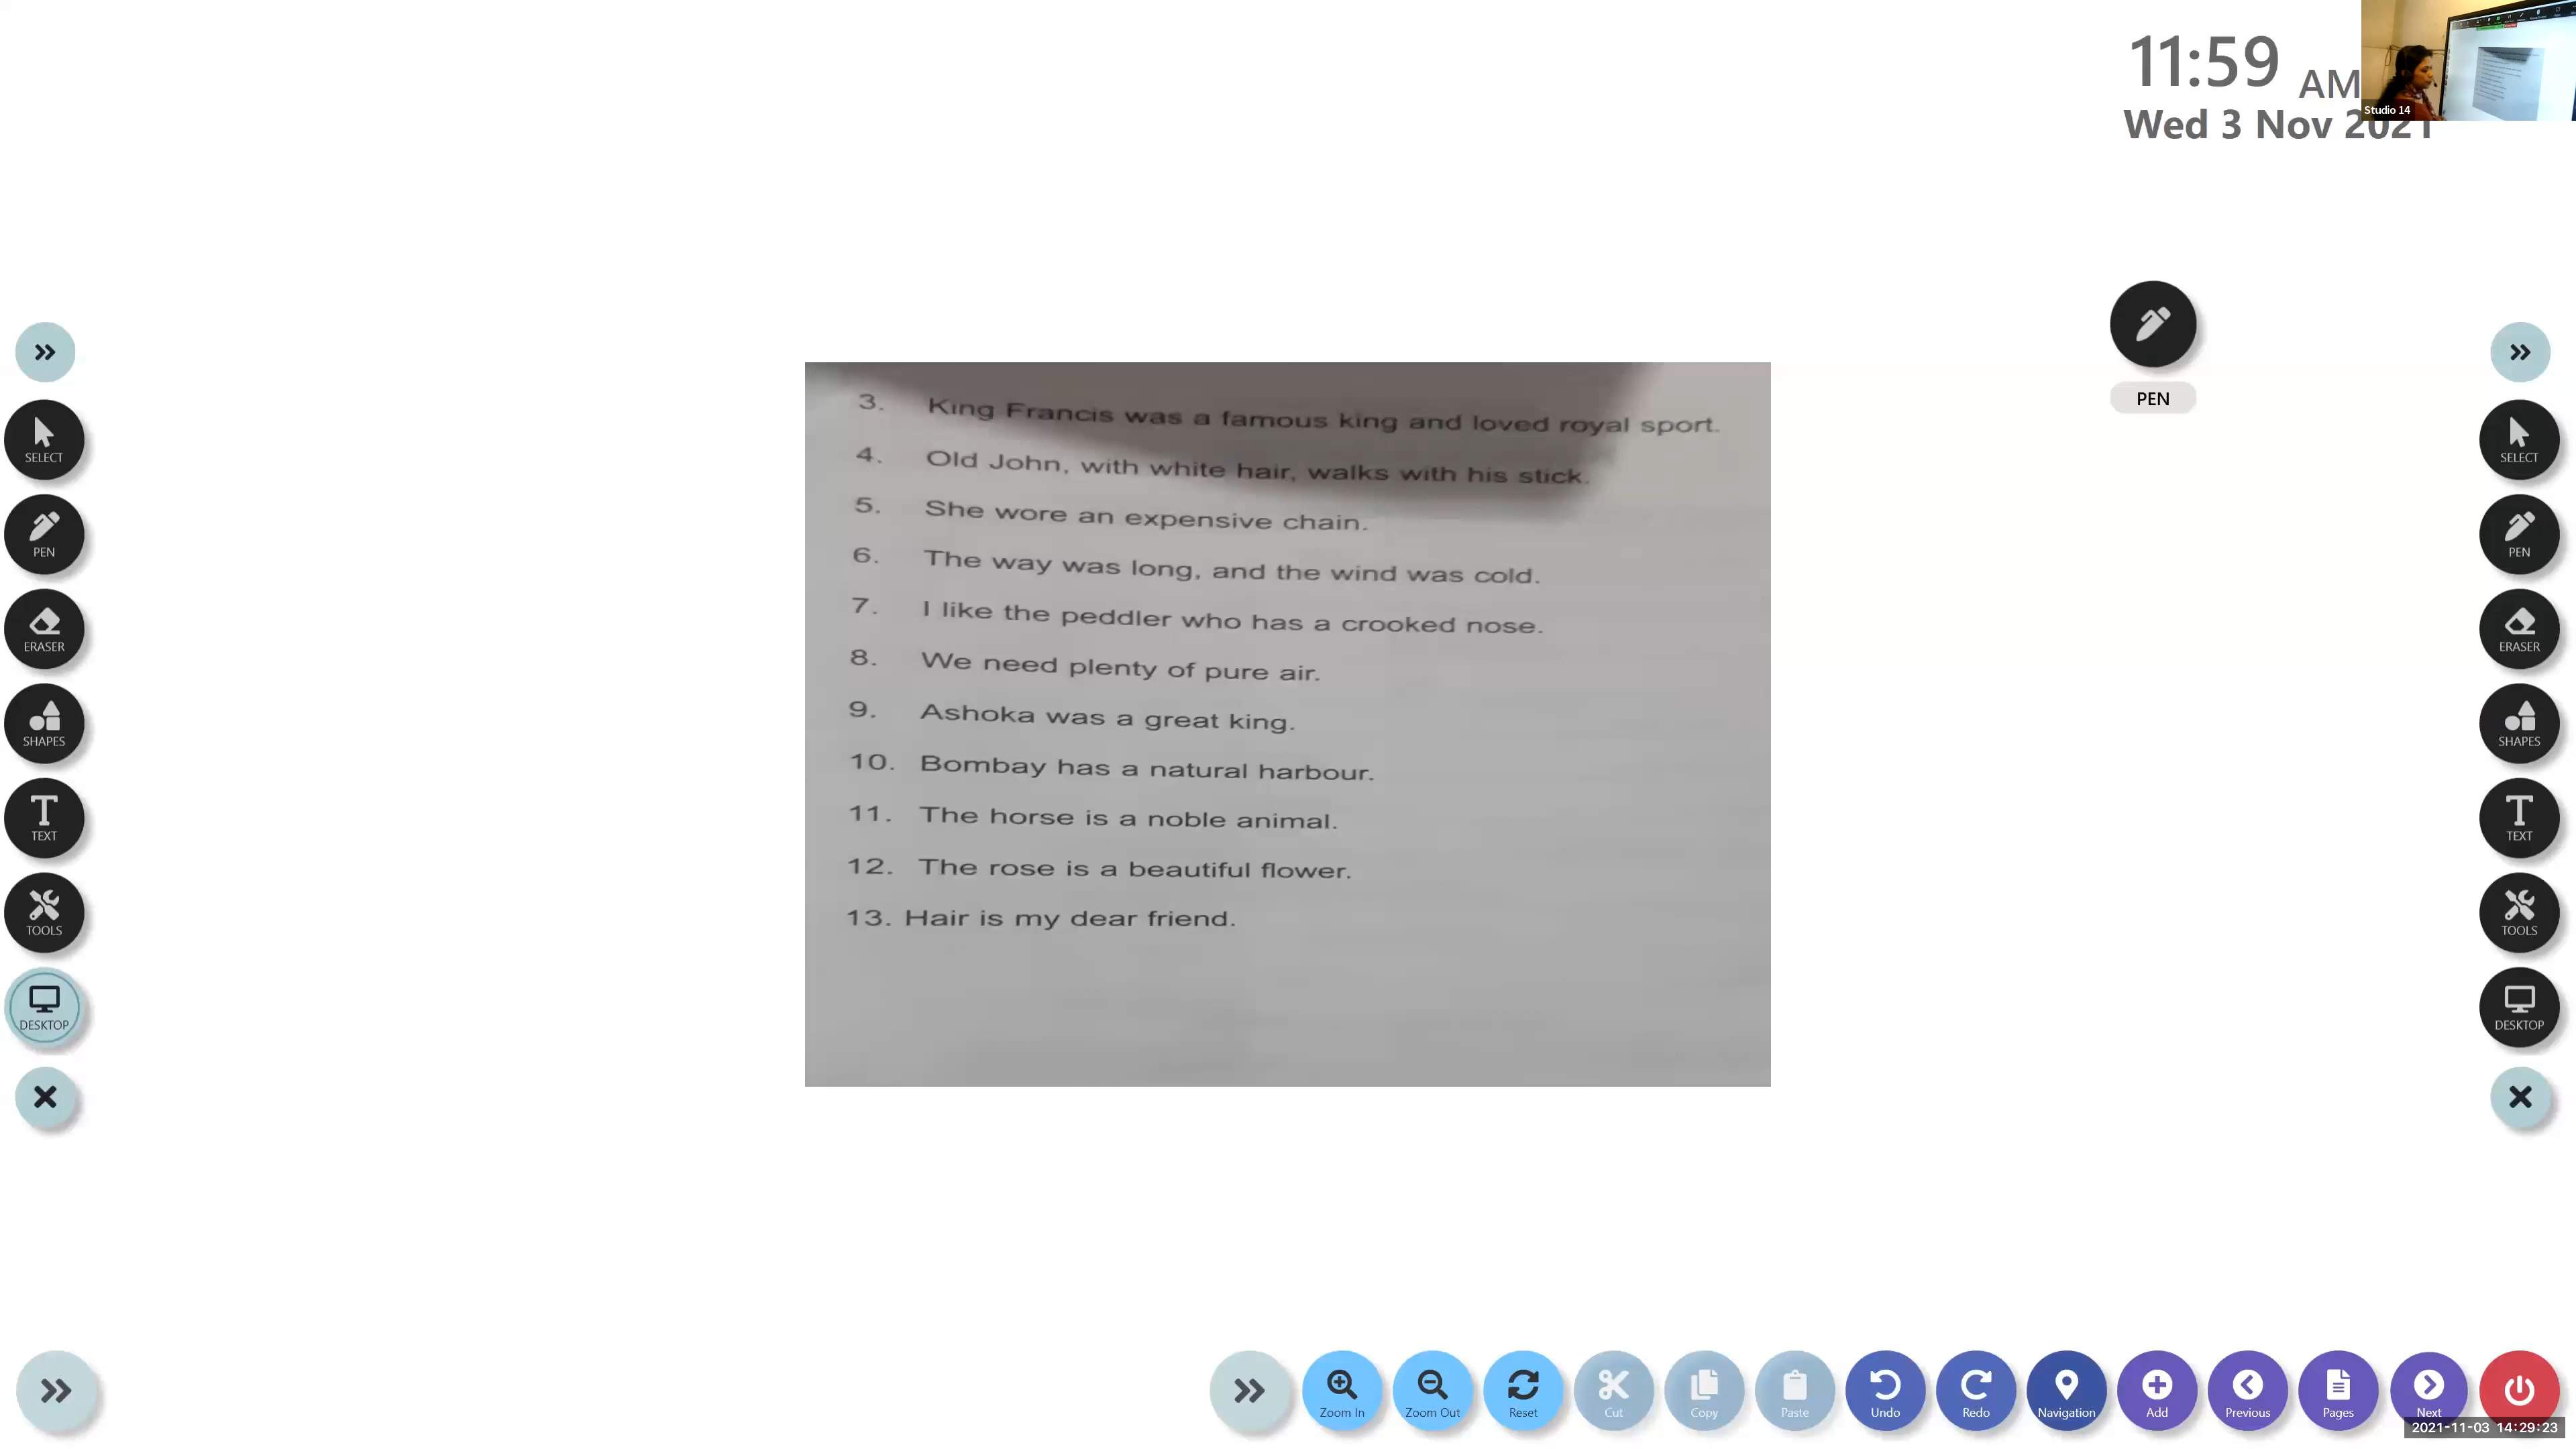 11:59 AM
Wed 3 Nov 2021
Studio 14
PEN
3. King Francis was a famous king and loved royal sport.
4. Old John, with white hair, walks with his stick.
5. She wore an expensive chain.
6. The way was long, and the wind was cold.
7. I like the peddler who has a crooked nose.
8. We need plenty of pure air.
9. Ashoka was a great king.
10. Bombay has a natural harbour.
11. The horse is a noble animal.
12. The rose is a beautiful flower.
13. Hair is my dear friend.
SELECT
PEN
ERASER
SHAPES
TEXT
TOOLS
DESKTOP
SELECT
PEN
ERASER
SHAPES
TEXT
TOOLS
DESKTOP
Zoom In
Zoom Out
Reset
Cut
Copy
Paste
Undo
Redo
Navigation
Add
Previous
Pages
Next
2021-11-03 14:29:23